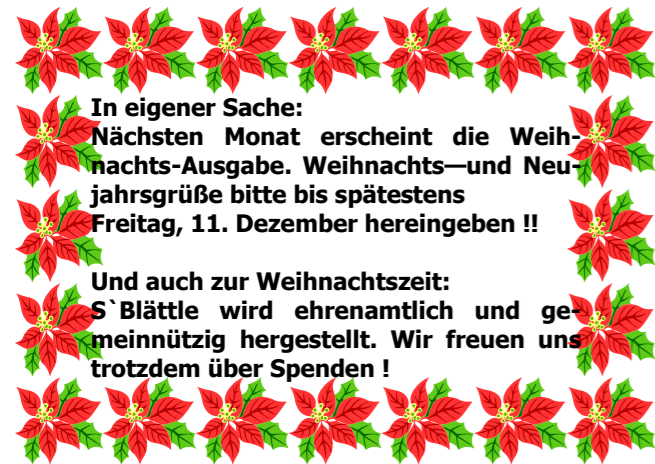 In eigener Sache:
Nächsten Monat erscheint die Weih-
nachts-Ausgabe. Weihnachts—und Neu-
jahrsgrüße bitte bis spätestens
Freitag, 11. Dezember hereingeben !!
Und auch zur Weihnachtszeit:
S`Blättle wird ehrenamtlich und ge-
meinnützig hergestellt. Wir freuen uns
trotzdem über Spenden !